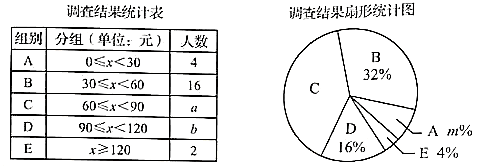 调查结果统计表
组别 分组（单位：元） 人数
A 0≤x<30 4
B 30≤x<60 16
C 60≤x<90 a
D 90≤x<120 b
E x≥120 2
调查结果扇形统计图
B
32%
C
D
16%
A m%
E 4%